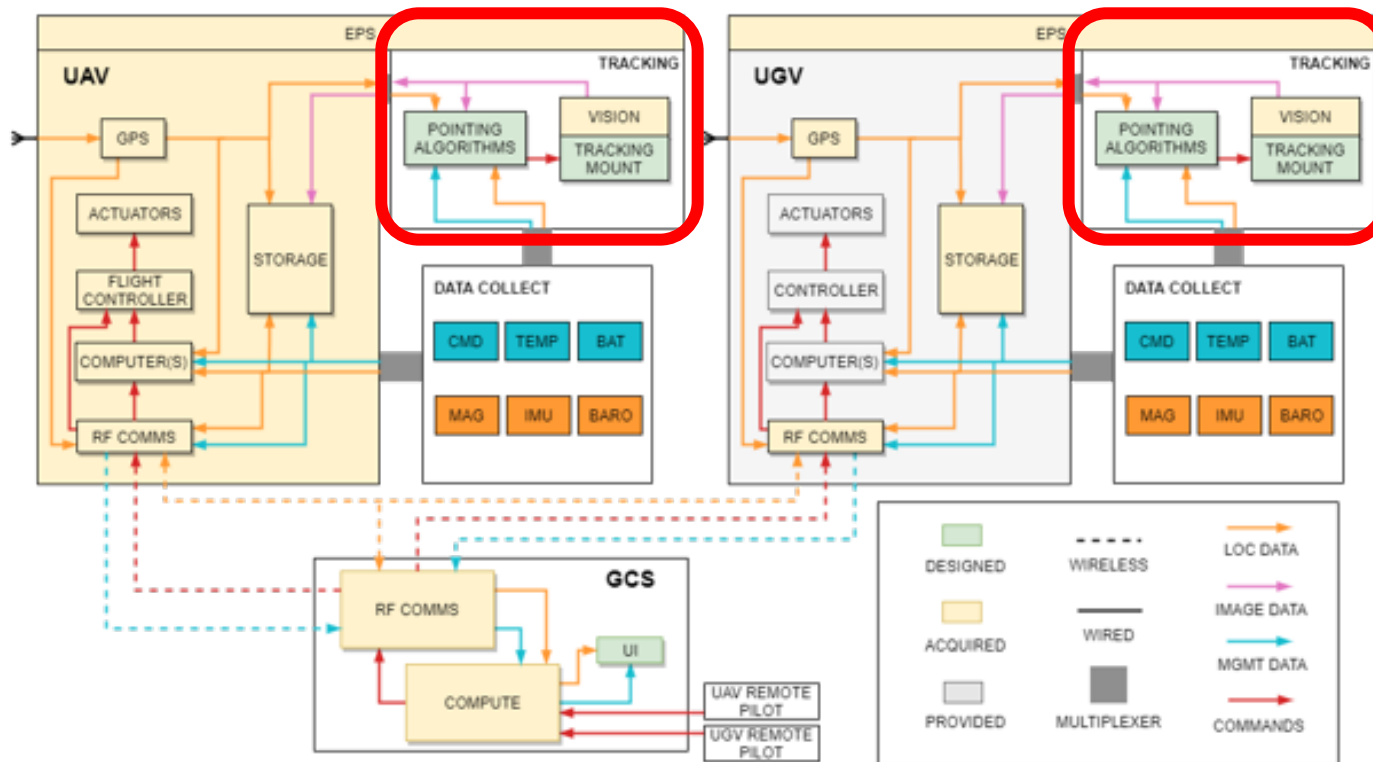 EPS
UAV
TRACKING
GPS
POINTING
ALGORITHMS
VISION
TRACKING
MOUNT
ACTUATORS
STORAGE
FLIGHT
CONTROLLER
COMPUTER(S)
RF COMMS
DATA COLLECT
CMD TEMP BAT
MAG IMU BARO
EPS
UGV
TRACKING
GPS
POINTING
ALGORITHMS
VISION
TRACKING
MOUNT
ACTUATORS
STORAGE
CONTROLLER
COMPUTER(S)
RF COMMS
DATA COLLECT
CMD TEMP BAT
MAG IMU BARO
GCS
RF COMMS
UI
COMPUTE
UAV REMOTE
PILOT
UGV REMOTE
PILOT
DESIGNED
WIRELESS
LOC DATA
IMAGE DATA
ACQUIRED
WIRED
MGMT DATA
PROVIDED
MULTIPLEXER
COMMANDS